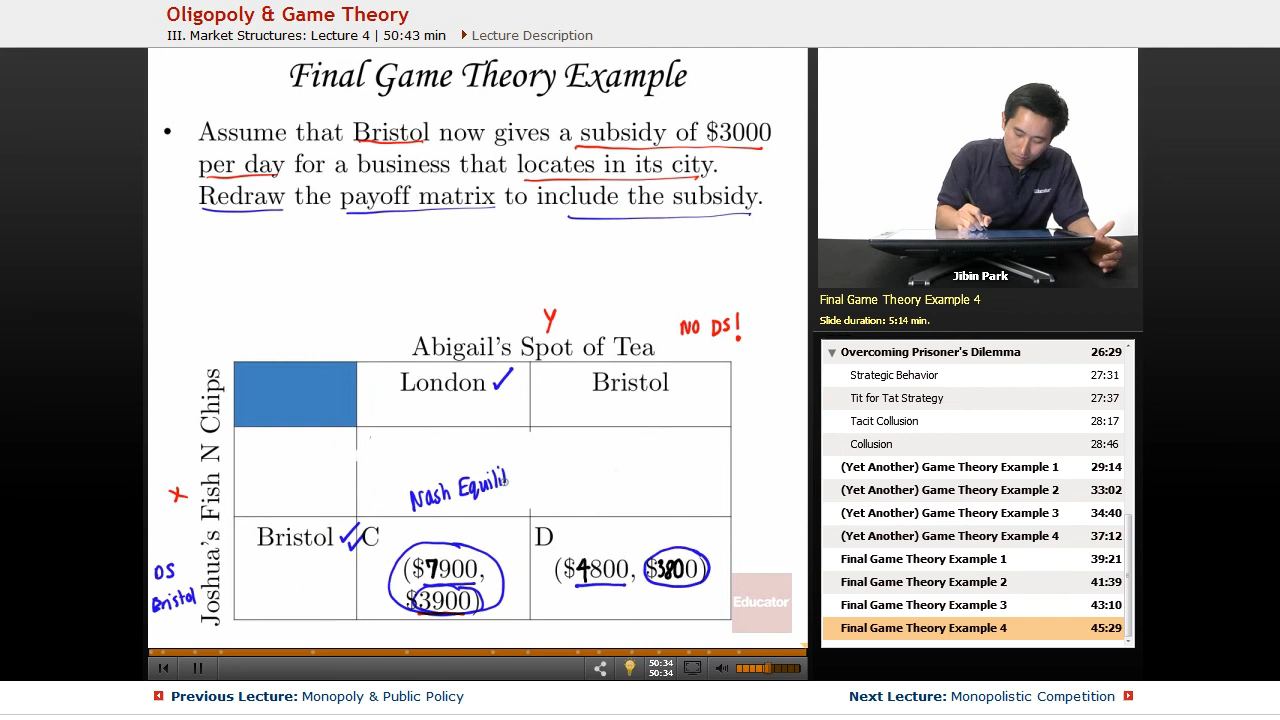 Oligopoly & Game Theory
III. Market Structures: Lecture 4 | 50:43 min Lecture Description
Final Game Theory Example
• Assume that Bristol now gives a subsidy of $3000
per day for a business that locates in its city.
Redraw the payoff matrix to include the subsidy.
Y
NO DS!
Abigail's Spot of Tea
London ✓ Bristol
Joshua's Fish N Chips
X
Nash Equilib
Bristol ✓✓ C D
($7900, ($4800, $3800)
$3900)
DS
Bristol
Educator
Jibin Park
Final Game Theory Example 4
Slide duration: 5:14 min.
Overcoming Prisoner's Dilemma 26:29
Strategic Behavior 27:31
Tit for Tat Strategy 27:37
Tacit Collusion 28:17
Collusion 28:46
(Yet Another) Game Theory Example 1 29:14
(Yet Another) Game Theory Example 2 33:02
(Yet Another) Game Theory Example 3 34:40
(Yet Another) Game Theory Example 4 37:12
Final Game Theory Example 1 39:21
Final Game Theory Example 2 41:39
Final Game Theory Example 3 43:10
Final Game Theory Example 4 45:29
50:34
50:34
Previous Lecture: Monopoly & Public Policy
Next Lecture: Monopolistic Competition